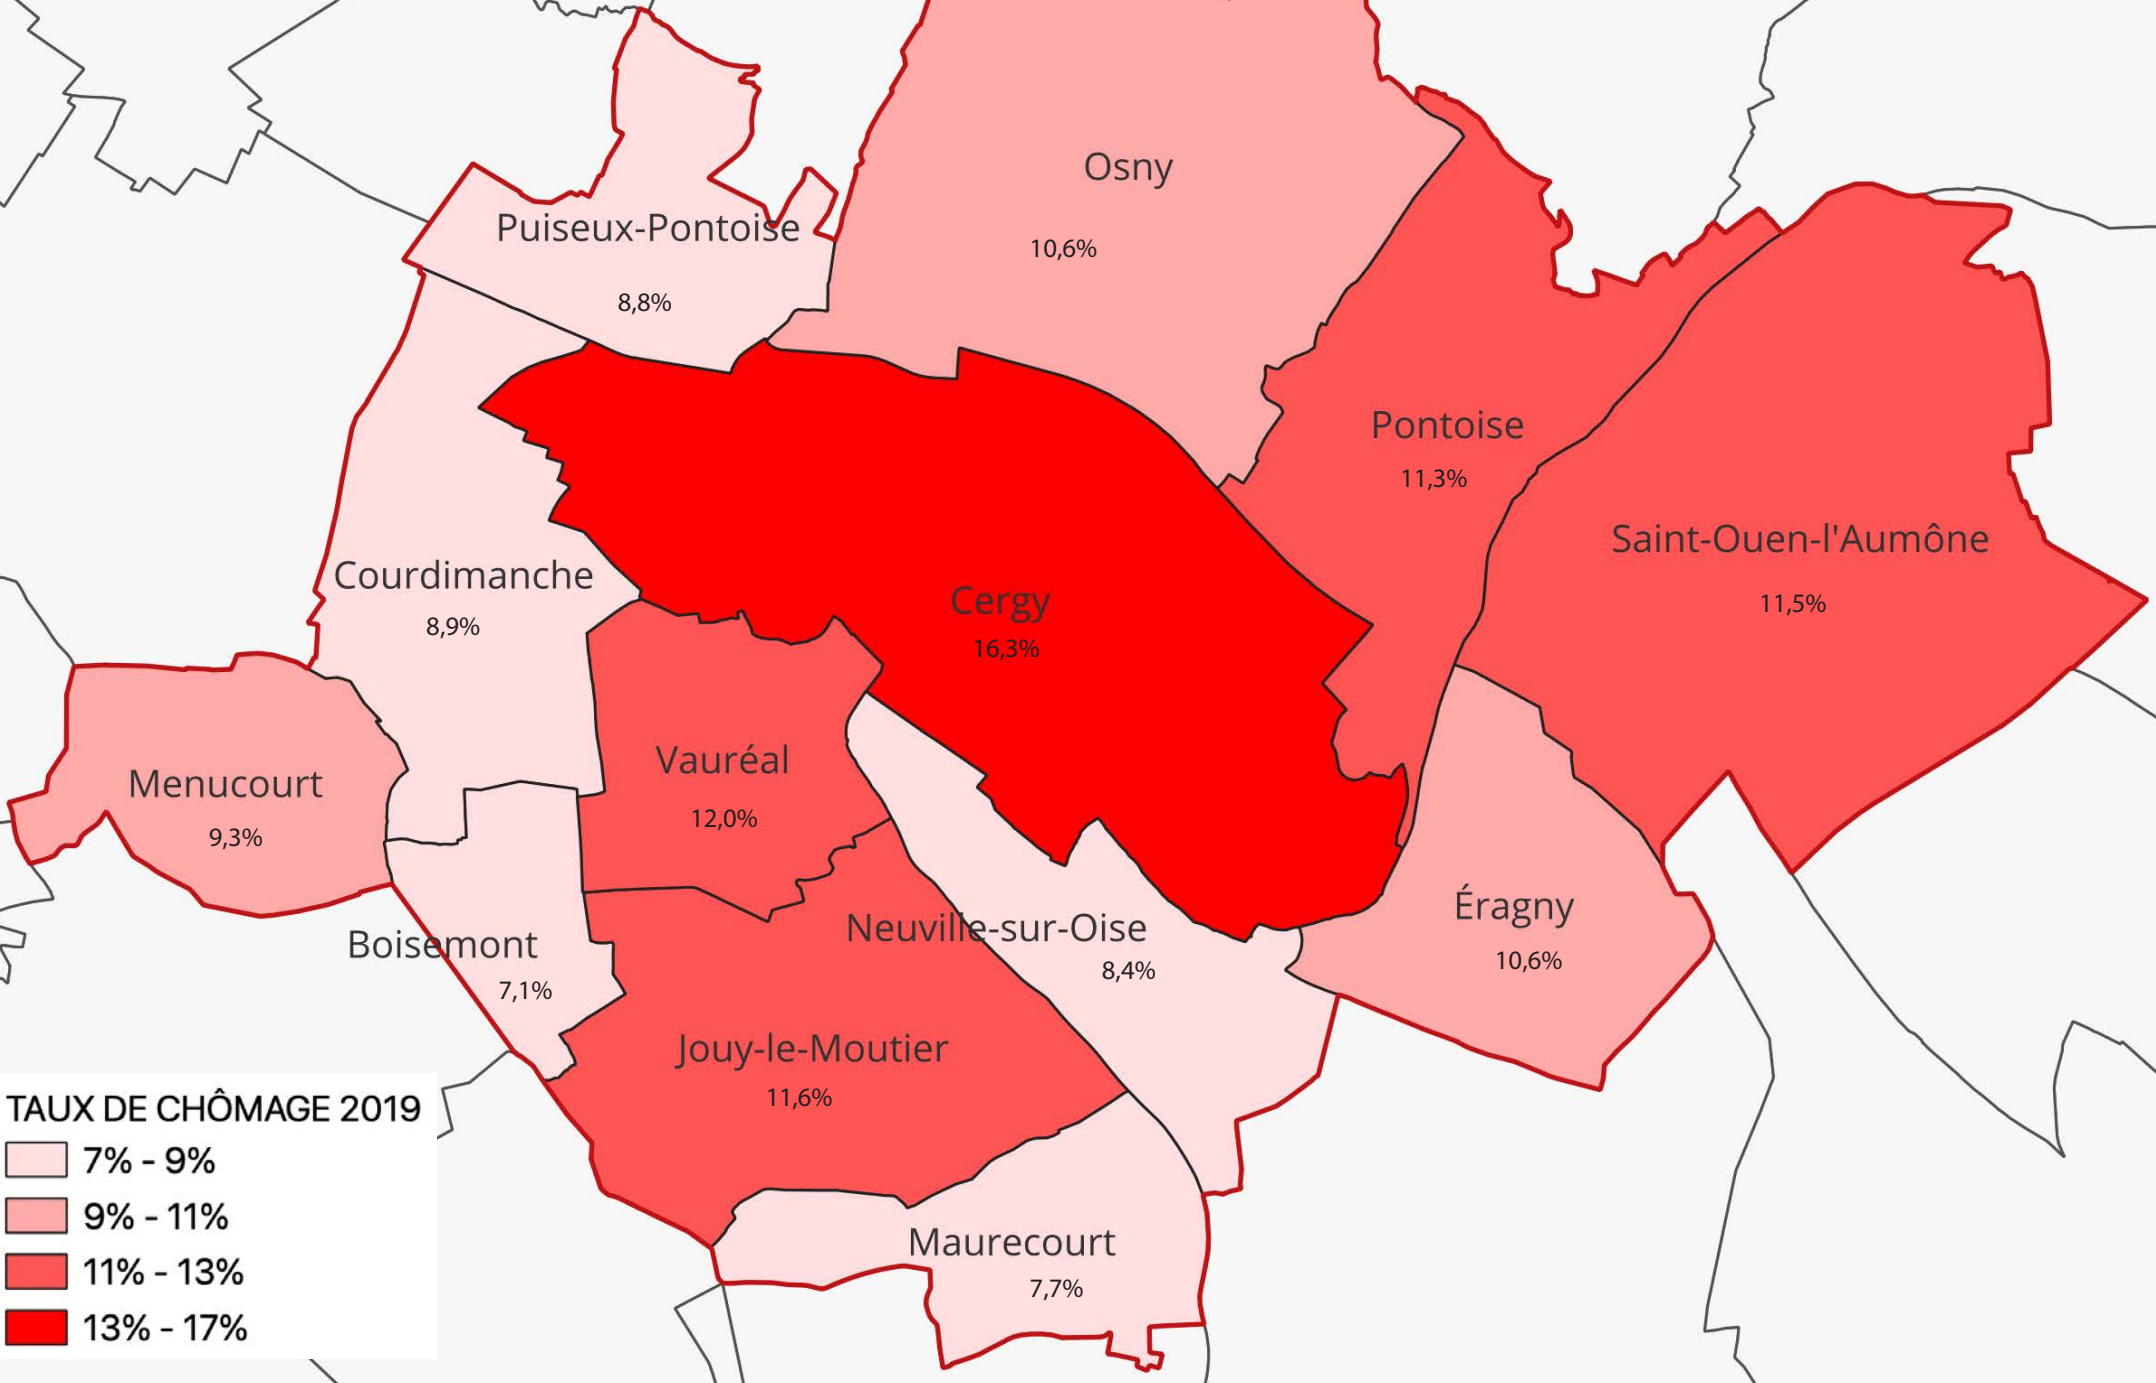 Osny
10,6%
Puiseux-Pontoise
8,8%
Pontoise
11,3%
Saint-Ouen-l'Aumône
11,5%
Courdimanche
8,9%
Cergy
16,3%
Vauréal
12,0%
Menucourt
9,3%
Éragny
10,6%
Neuville-sur-Oise
8,4%
Boisemont
7,1%
Jouy-le-Moutier
11,6%
Maurecourt
7,7%
TAUX DE CHÔMAGE 2019
7% - 9%
9% - 11%
11% - 13%
13% - 17%